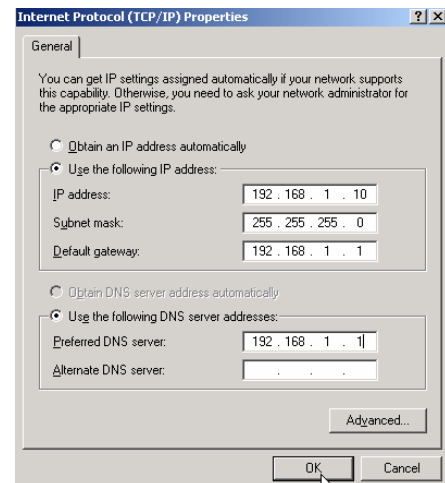 Internet Protocol (TCP/IP) Properties
General
You can get IP settings assigned automatically if your network supports
this capability. Otherwise, you need to ask your network administrator for
the appropriate IP settings.
Obtain an IP address automatically
Use the following IP address:
IP address: 192 . 168 . 1 . 10
Subnet mask: 255 . 255 . 255 . 0
Default gateway: 192 . 168 . 1 . 1
Obtain DNS server address automatically
Use the following DNS server addresses:
Preferred DNS server: 192 . 168 . 1 . 1
Alternate DNS server: . . .
Advanced...
OK Cancel